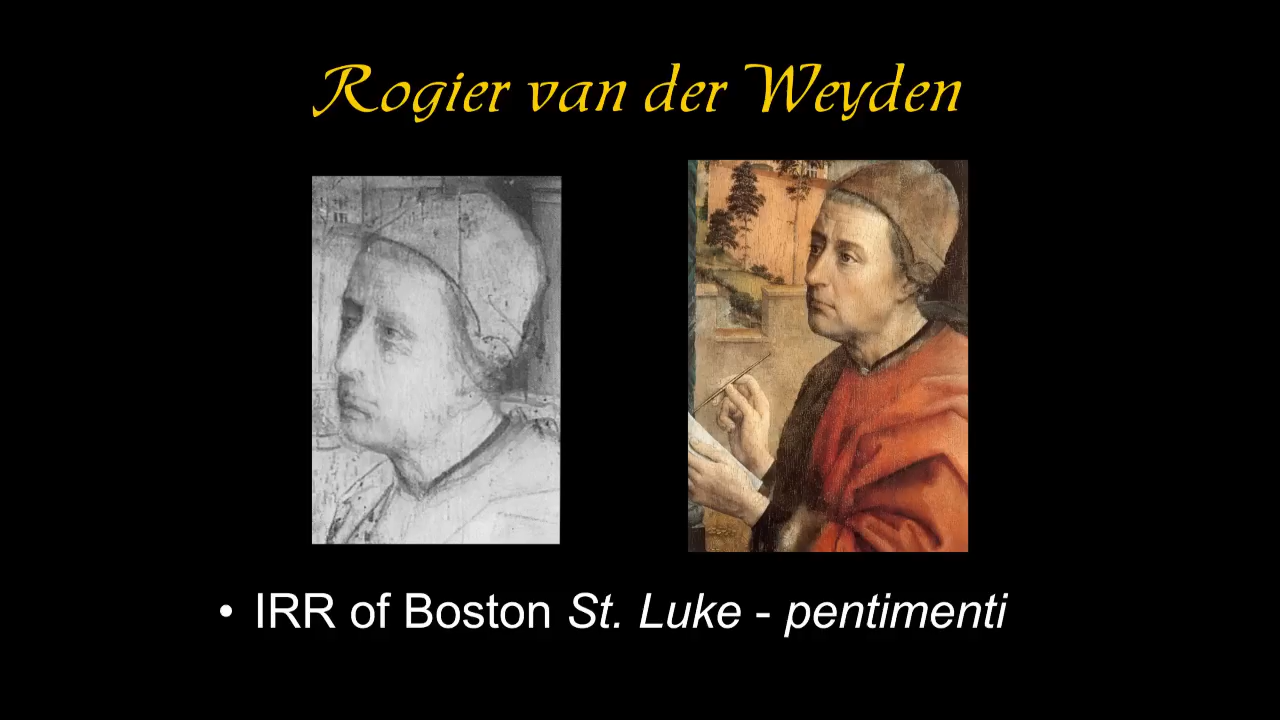 Rogier van der Weyden
• IRR of Boston St. Luke - pentimenti